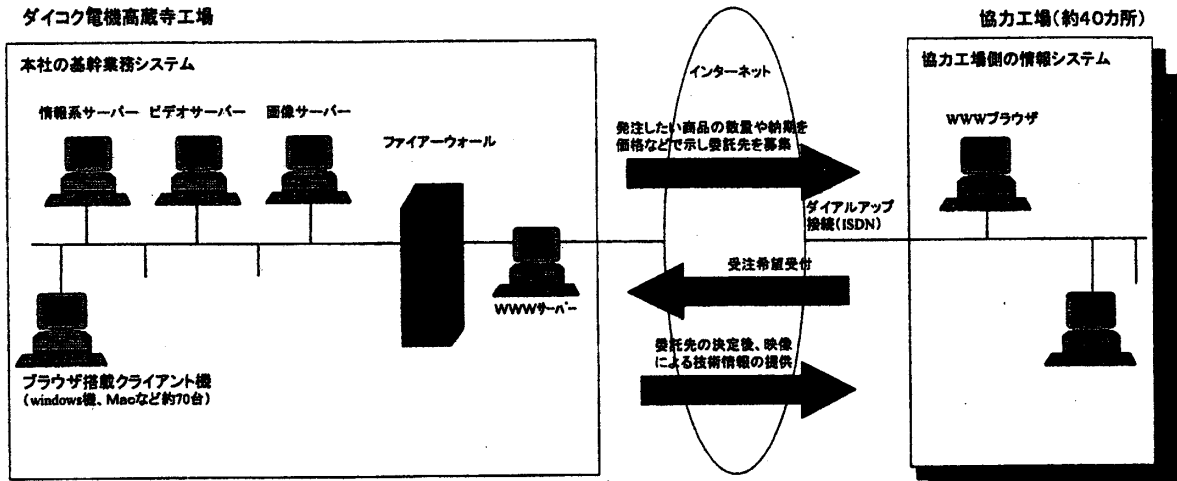 ダイコク電機高蔵寺工場
協力工場(約40カ所)
本社の基幹業務システム
インターネット
協力工場側の情報システム
情報系サーバー ビデオサーバー 画像サーバー
ファイアーウォール
発注したい商品の数量や納期を
価格などで示し委託先を募集
WWWブラウザ
ダイアルアップ
接続(ISDN)
受注希望受付
WWWサーバー
委託先の決定後、映像
による技術情報の提供
ブラウザ搭載クライアント機
(windows機、Macなど約70台)